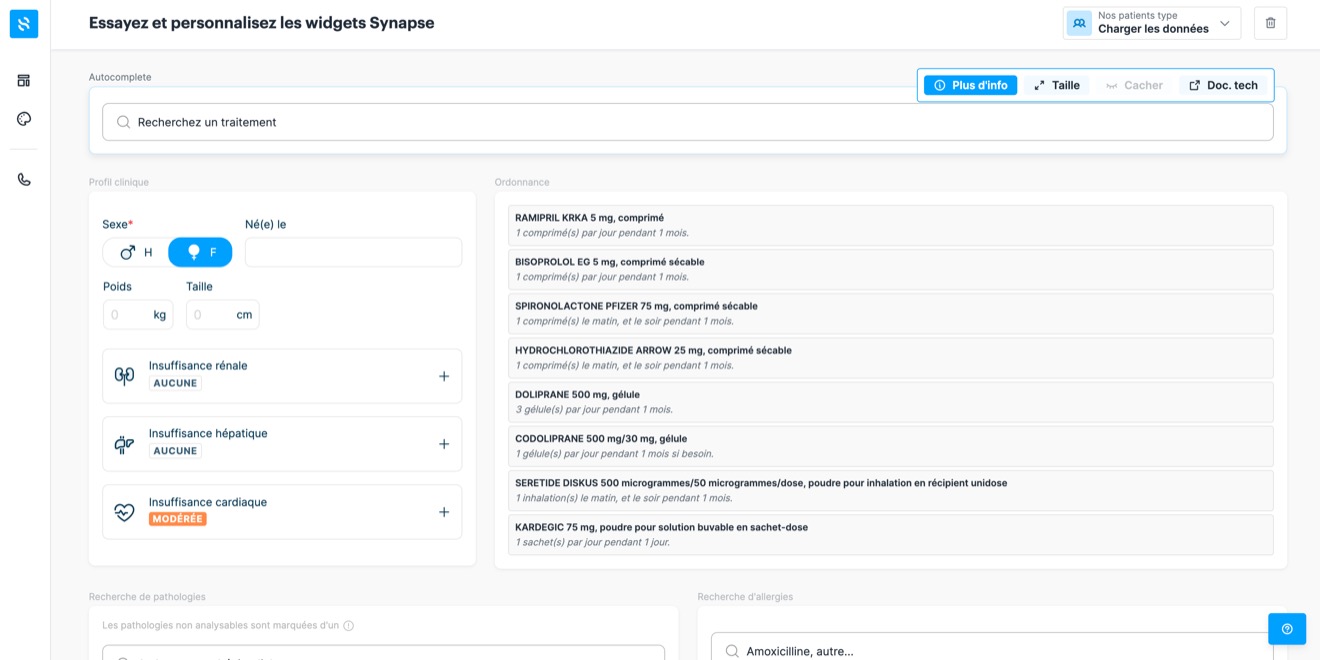 Essayez et personnalisez les widgets Synapse
Nos patients type
Charger les données
Autocomplete
Plus d'info
Taille
Cacher
Doc. tech
Recherchez un traitement
Profil clinique
Sexe*
Né(e) le
H
F
Poids
Taille
0 kg
0 cm
Insuffisance rénale
AUCUNE
Insuffisance hépatique
AUCUNE
Insuffisance cardiaque
MODÉRÉE
Ordonnance
RAMIPRIL KRKA 5 mg, comprimé
1 comprimé(s) par jour pendant 1 mois.
BISOPROLOL EG 5 mg, comprimé sécable
1 comprimé(s) par jour pendant 1 mois.
SPIRONOLACTONE PFIZER 75 mg, comprimé sécable
1 comprimé(s) le matin, et le soir pendant 1 mois.
HYDROCHLOROTHIAZIDE ARROW 25 mg, comprimé sécable
1 comprimé(s) le matin, et le soir pendant 1 mois.
DOLIPRANE 500 mg, gélule
3 gélule(s) par jour pendant 1 mois.
CODOLIPRANE 500 mg/30 mg, gélule
1 gélule(s) par jour pendant 1 mois si besoin.
SERETIDE DISKUS 500 microgrammes/50 microgrammes/dose, poudre pour inhalation en récipient unidose
1 inhalation(s) le matin, et le soir pendant 1 mois.
KARDEGIC 75 mg, poudre pour solution buvable en sachet-dose
1 sachet(s) par jour pendant 1 jour.
Recherche de pathologies
Les pathologies non analysables sont marquées d'un
Recherche d'allergies
Amoxicilline, autre...